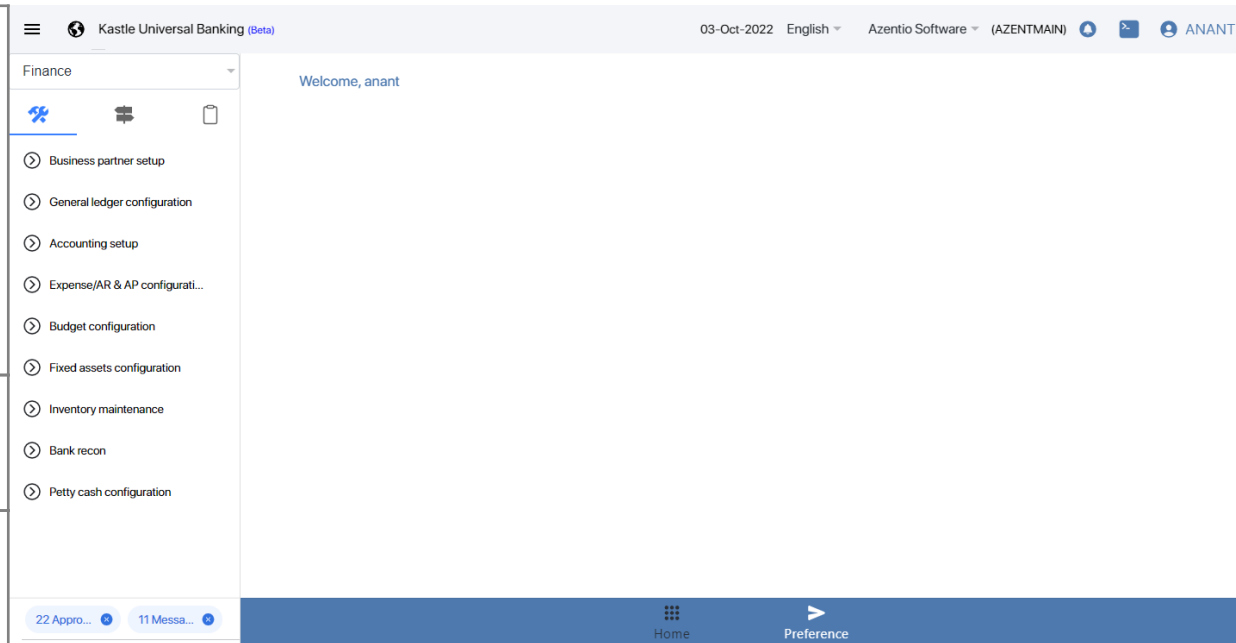 Kastle Universal Banking (Beta) 03-Oct-2022 English Azentio Software (AZENTMAIN) ANANT
Finance
Welcome, anant
Business partner setup
General ledger configuration
Accounting setup
Expense/AR & AP configurati...
Budget configuration
Fixed assets configuration
Inventory maintenance
Bank recon
Petty cash configuration
22 Appro... 11 Messa...
Home Preference